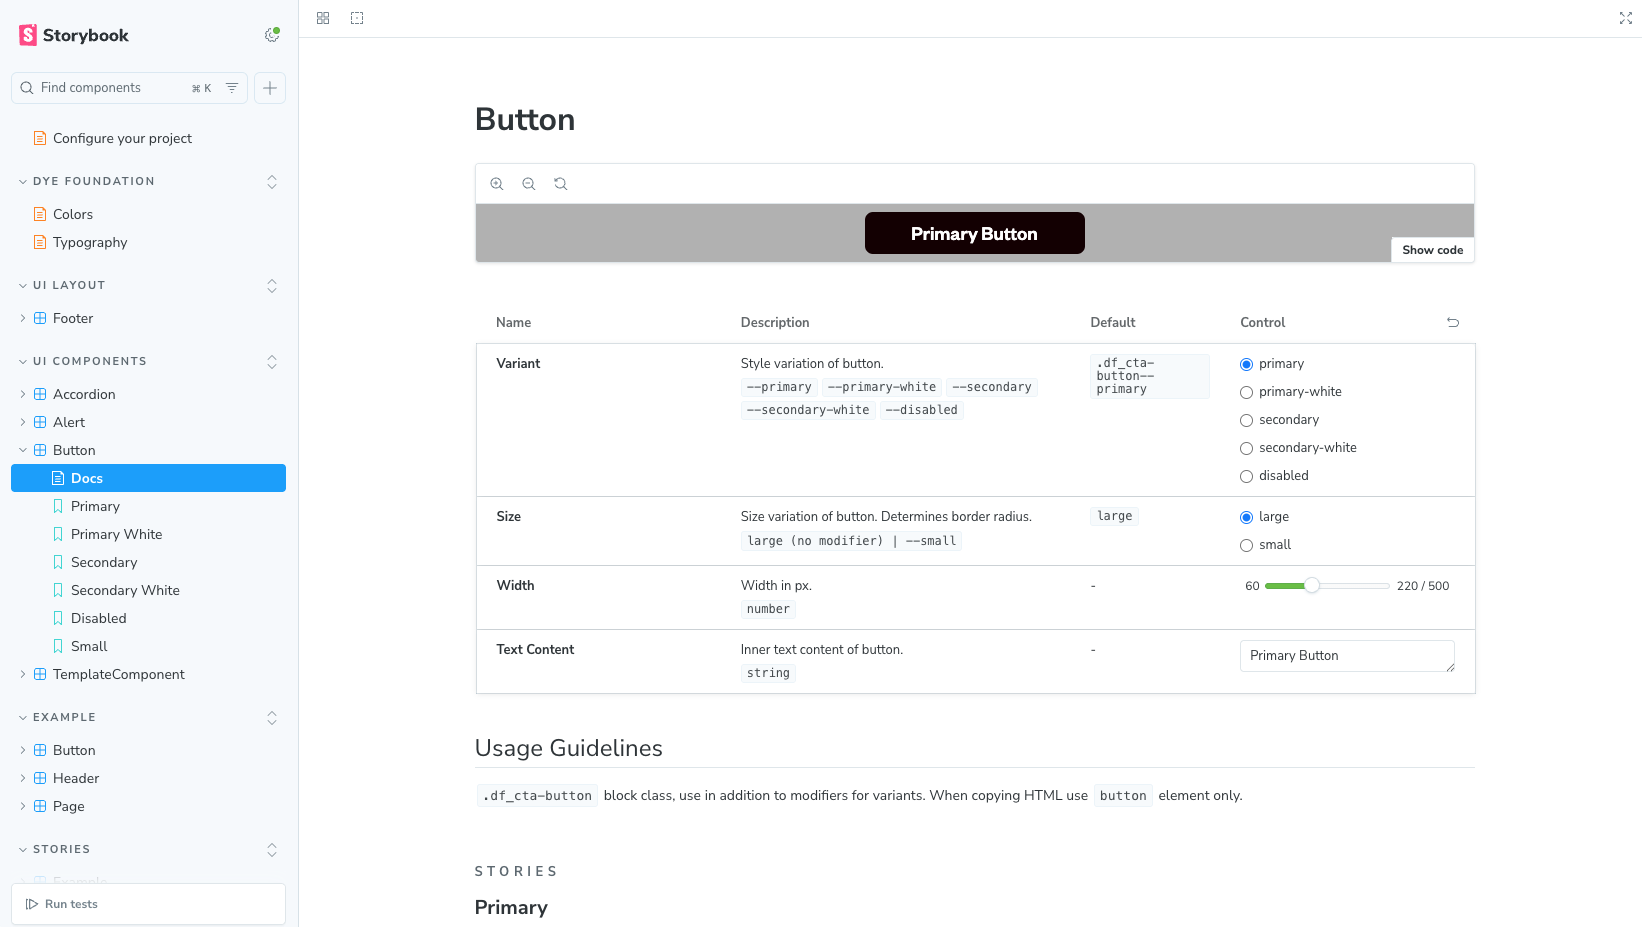 Storybook
Find components
⌘ K
Configure your project
DYE FOUNDATION
Colors
Typography
UI LAYOUT
Footer
UI COMPONENTS
Accordion
Alert
Button
Docs
Primary
Primary White
Secondary
Secondary White
Disabled
Small
TemplateComponent
EXAMPLE
Button
Header
Page
STORIES
Example
Run tests
Button
Primary Button
Show code
Name Description Default Control
Variant
Style variation of button.
--primary --primary-white --secondary
--secondary-white --disabled
.df_cta-
button--
primary
primary
primary-white
secondary
secondary-white
disabled
Size
Size variation of button. Determines border radius.
large (no modifier) | --small
large
large
small
Width
Width in px.
number
-
60 220 / 500
Text Content
Inner text content of button.
string
-
Primary Button
Usage Guidelines
.df_cta-button block class, use in addition to modifiers for variants. When copying HTML use button element only.
STORIES
Primary